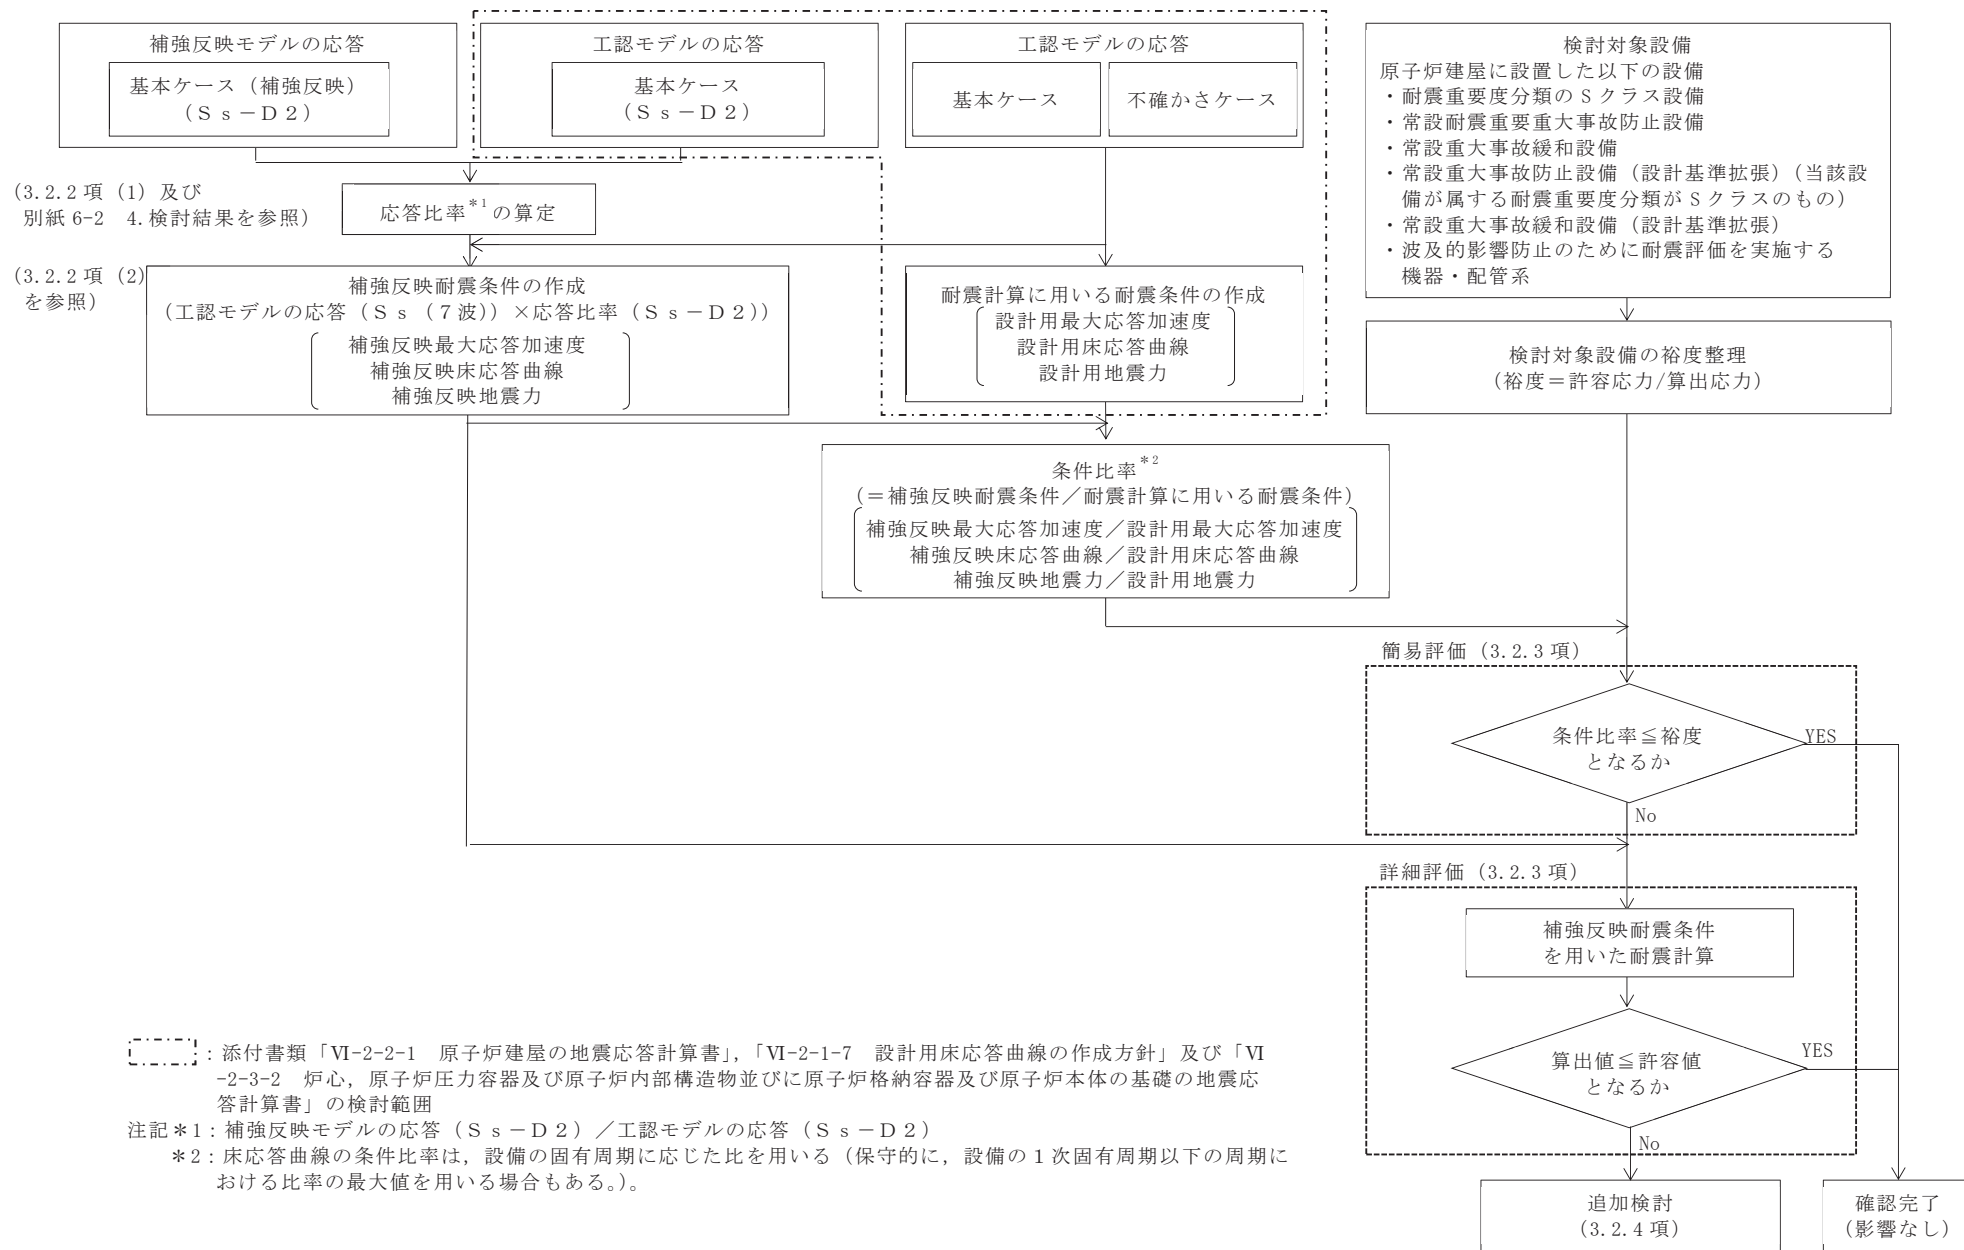 補強反映モデルの応答
基本ケース（補強反映）
（Ｓｓ－Ｄ２）
工認モデルの応答
基本ケース
（Ｓｓ－Ｄ２）
工認モデルの応答
基本ケース
不確かさケース
検討対象設備
原子炉建屋に設置した以下の設備
・耐震重要度分類のＳクラス設備
・常設耐震重要重大事故防止設備
・常設重大事故緩和設備
・常設重大事故防止設備（設計基準拡張）（当該設
備が属する耐震重要度分類がＳクラスのもの）
・常設重大事故緩和設備（設計基準拡張）
・波及的影響防止のために耐震評価を実施する
機器・配管系
（3.2.2項（1）及び
別紙6-2　4.検討結果を参照）
応答比率*1の算定
（3.2.2項（2）
を参照）
補強反映耐震条件の作成
（工認モデルの応答（Ｓｓ（７波））×応答比率（Ｓｓ－Ｄ２））
補強反映最大応答加速度
補強反映床応答曲線
補強反映地震力
耐震計算に用いる耐震条件の作成
設計用最大応答加速度
設計用床応答曲線
設計用地震力
検討対象設備の裕度整理
（裕度＝許容応力/算出応力）
条件比率*2
（＝補強反映耐震条件／耐震計算に用いる耐震条件）
補強反映最大応答加速度／設計用最大応答加速度
補強反映床応答曲線／設計用床応答曲線
補強反映地震力／設計用地震力
簡易評価（3.2.3項）
条件比率≦裕度
となるか
YES
No
詳細評価（3.2.3項）
補強反映耐震条件
を用いた耐震計算
算出値≦許容値
となるか
YES
No
追加検討
（3.2.4項）
確認完了
（影響なし）
：添付書類「Ⅵ-2-2-1　原子炉建屋の地震応答計算書」，「Ⅵ-2-1-7　設計用床応答曲線の作成方針」及び「Ⅵ
-2-3-2　炉心，原子炉圧力容器及び原子炉内部構造物並びに原子炉格納容器及び原子炉本体の基礎の地震応
答計算書」の検討範囲
注記＊1：補強反映モデルの応答（Ｓｓ－Ｄ２）／工認モデルの応答（Ｓｓ－Ｄ２）
＊2：床応答曲線の条件比率は，設備の固有周期に応じた比を用いる（保守的に，設備の１次固有周期以下の周期に
おける比率の最大値を用いる場合もある。）。